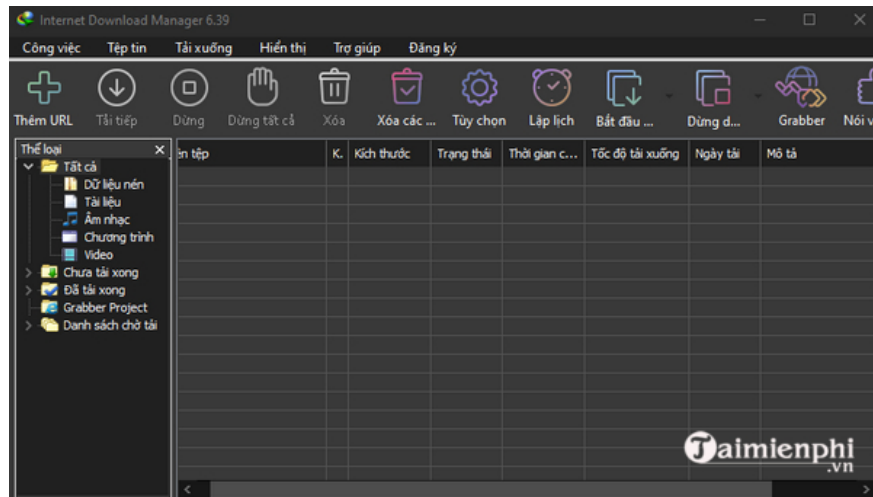 Internet Download Manager 6.39
Công việc Tệp tin Tải xuống Hiển thị Trợ giúp Đăng ký
Thêm URL Tải tiếp Dừng Dừng tất cả Xóa Xóa các ... Tùy chọn Lập lịch Bắt đầu ... Dừng d... Grabber Nói v
Thể loại
ên tệp K. Kích thước Trạng thái Thời gian c... Tốc độ tải xuống Ngày tải Mô tả
Tất cả
Dữ liệu nén
Tài liệu
Âm nhạc
Chương trình
Video
Chưa tải xong
Đã tải xong
Grabber Project
Danh sách chờ tải
Taimienphi
.vn